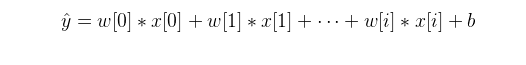 ŷ = w[0] ∗ x[0] + w[1] ∗ x[1] + ⋯ + w[i] ∗ x[i] + b